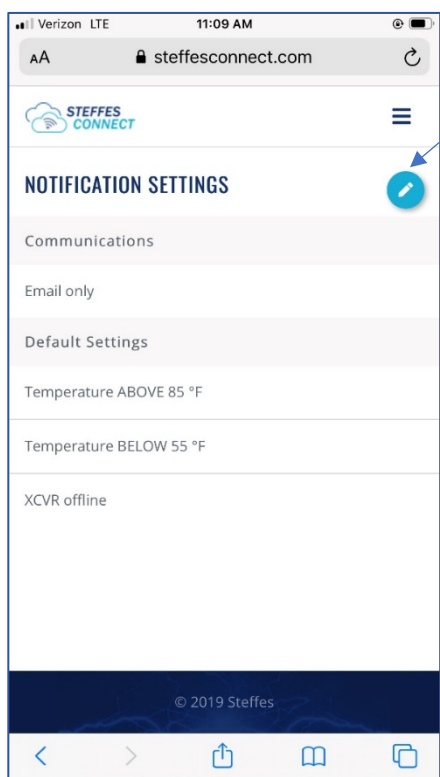 Verizon LTE 11:09 AM
AA steffesconnect.com
STEFFES
CONNECT
NOTIFICATION SETTINGS
Communications
Email only
Default Settings
Temperature ABOVE 85 °F
Temperature BELOW 55 °F
XCVR offline
© 2019 Steffes